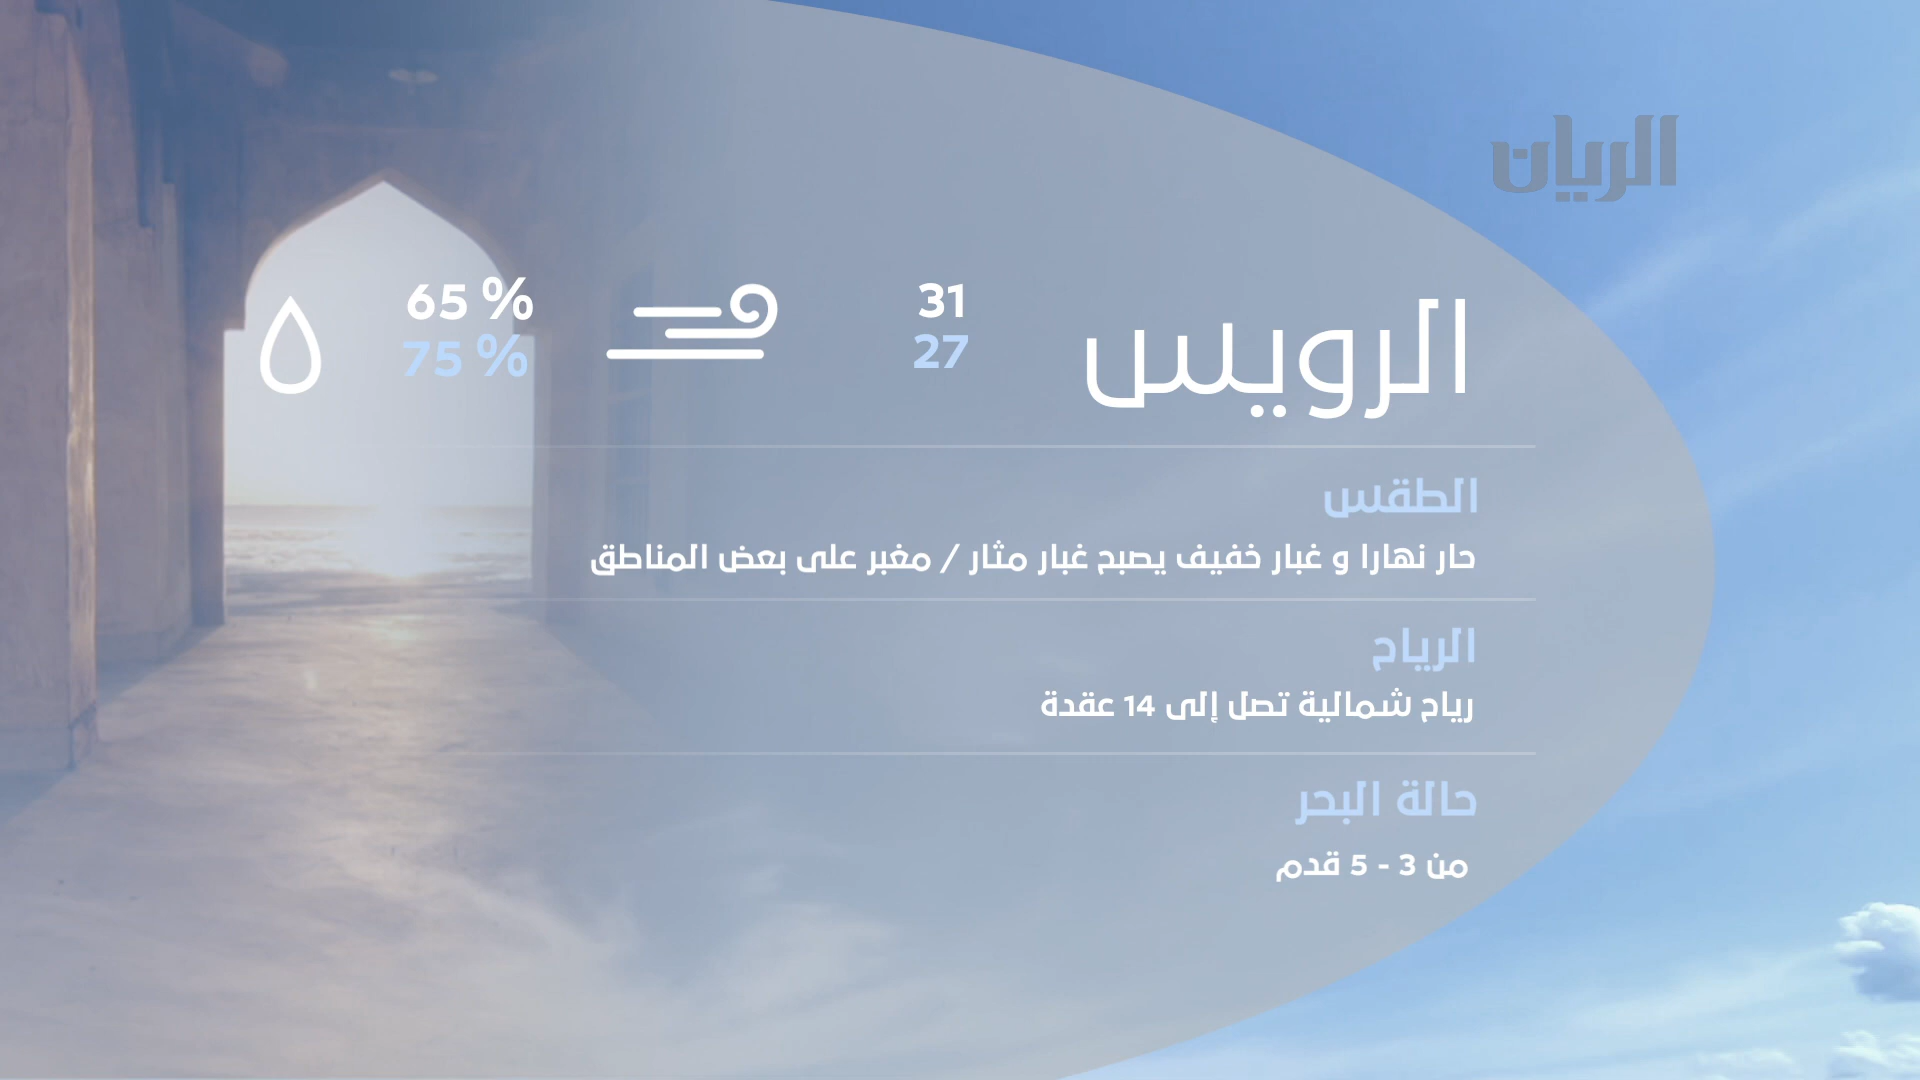 الريان
الرويس
31
27
65 %
75 %
الطقس
حار نهارا و غبار خفيف يصبح غبار مثار / مغبر على بعض المناطق
الرياح
رياح شمالية تصل إلى 14 عقدة
حالة البحر
من 3 - 5 قدم